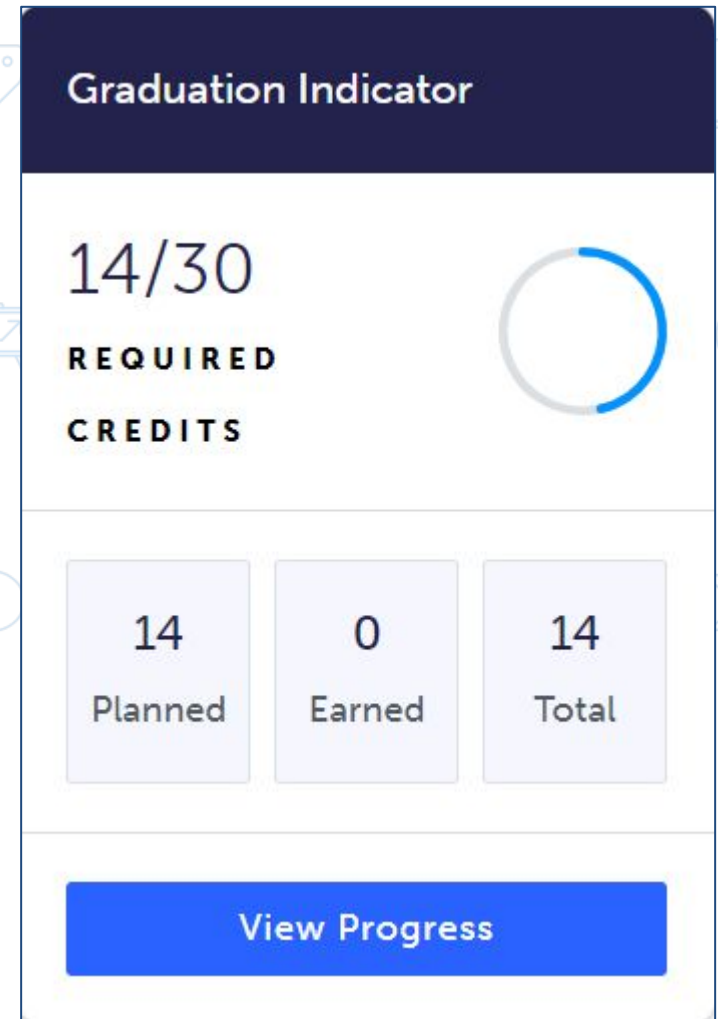 Graduation Indicator
14/30
REQUIRED
CREDITS
14 0 14
Planned Earned Total
View Progress